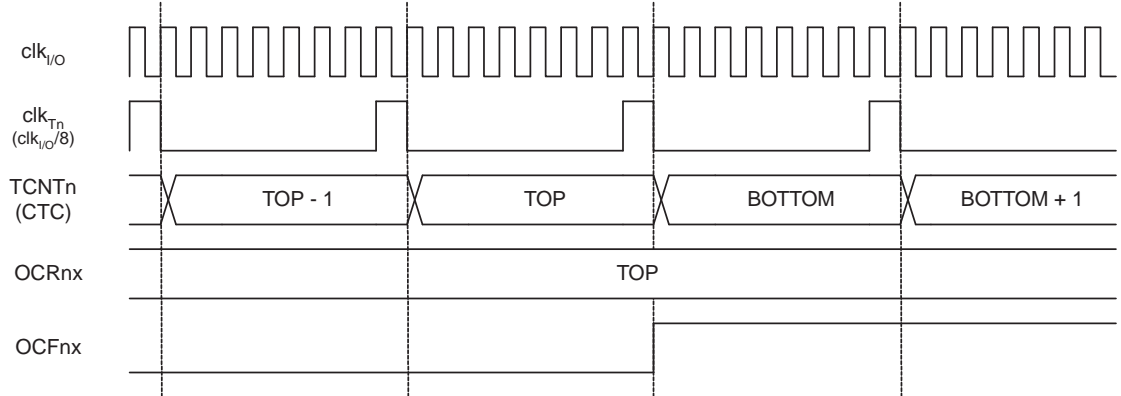 clkI/O
clkTn
(clkI/O/8)
TCNTn
(CTC)
TOP - 1
TOP
BOTTOM
BOTTOM + 1
OCRnx
TOP
OCFnx